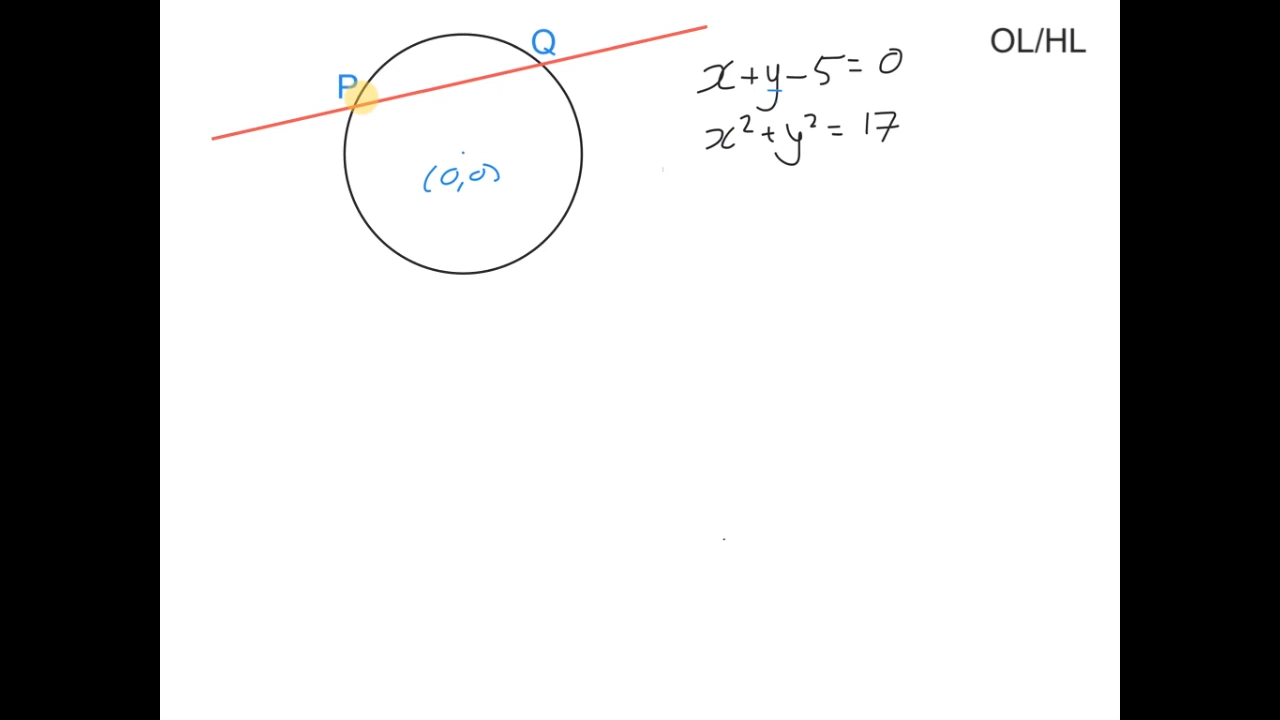 OL/HL
Q
P
x+y-5=0
x²+y²=17
(0,0)